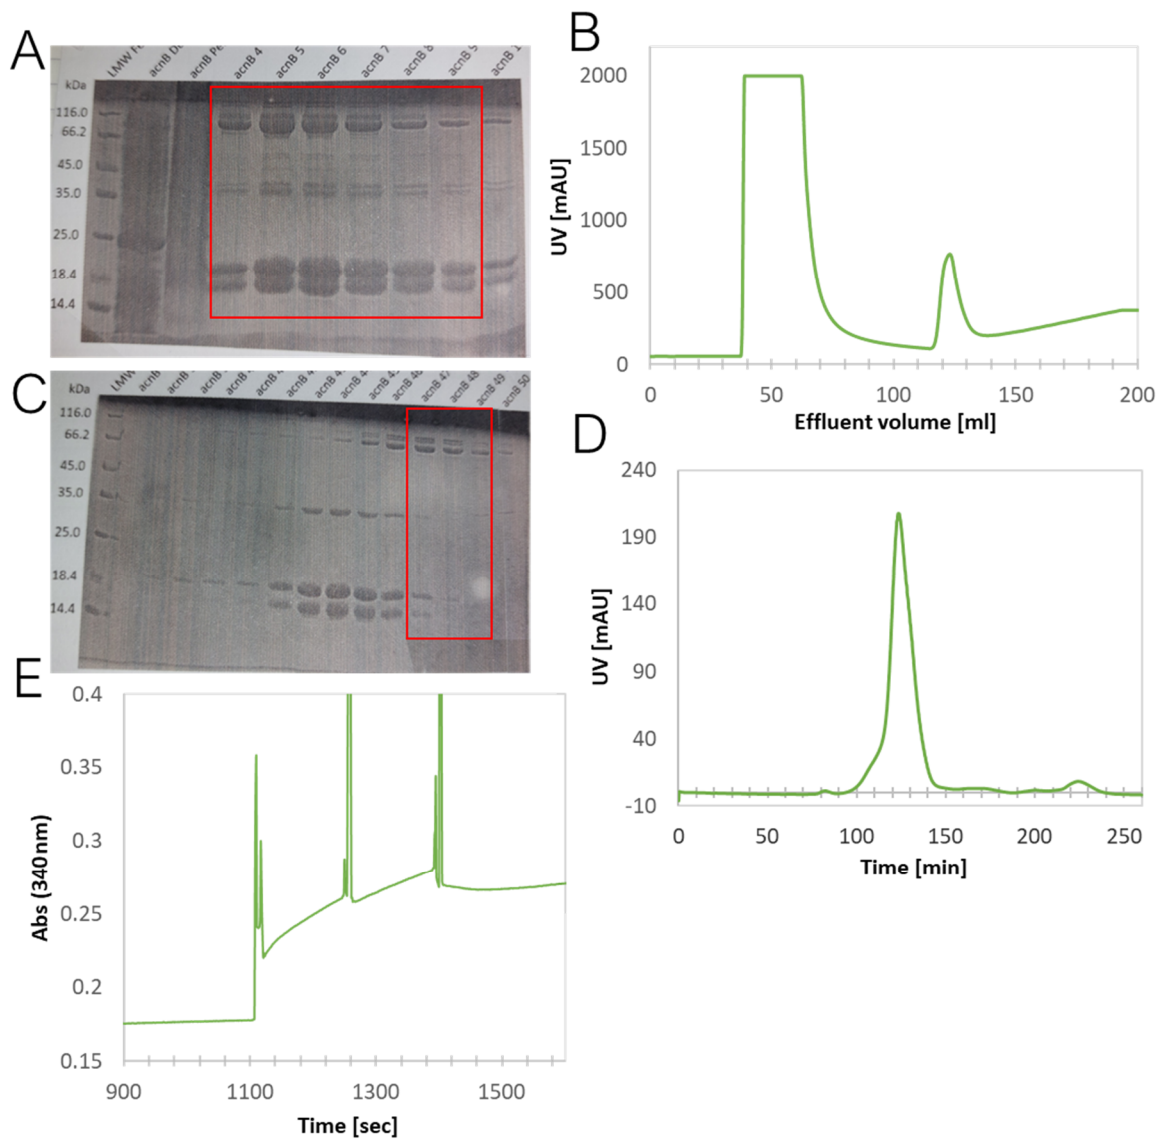 A
kDa
acnB 4
acnB 5
acnB 6
acnB 7
116.0
66.2
45.0
35.0
25.0
18.4
14.4
B
2000
1500
1000
500
0
UV [mAU]
0 50 100 150 200
Effluent volume [ml]
C
kDa
LMW
acnB
acnB
acnB 47
acnB 48
acnB 49
acnB 50
116.0
66.2
45.0
35.0
25.0
18.4
14.4
D
240
190
140
90
40
-10
UV [mAU]
0 50 100 150 200 250
Time [min]
E
0.4
0.35
0.3
0.25
0.2
0.15
Abs (340nm)
900 1100 1300 1500
Time [sec]